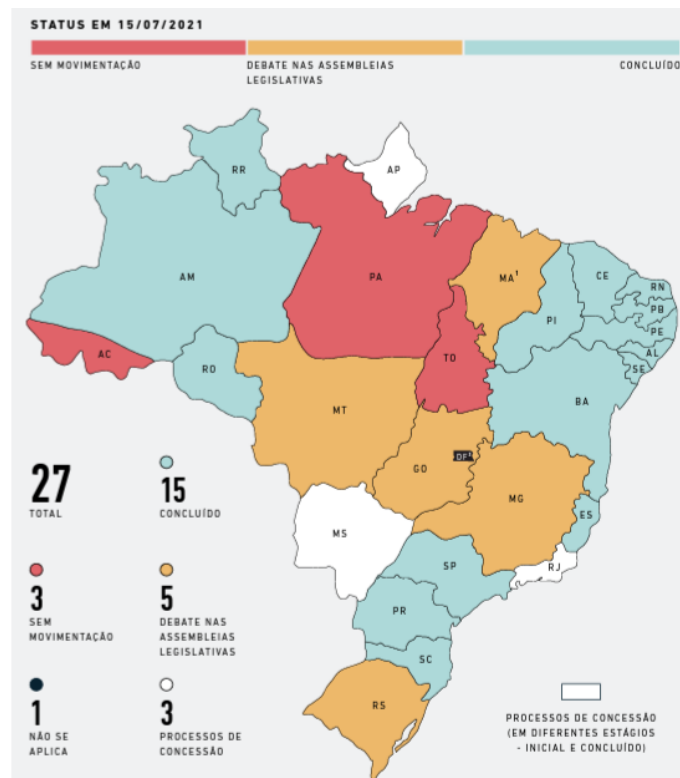 STATUS EM 15/07/2021
SEM MOVIMENTAÇÃO
DEBATE NAS ASSEMBLEIAS
LEGISLATIVAS
CONCLUÍDO
RR
AP
AM
PA
MA¹
CE
RN
PB
PI
PE
AL
SE
AC
TO
RO
BA
MT
GO
DF¹
MG
ES
MS
SP
RJ
PR
SC
RS
27
TOTAL
15
CONCLUÍDO
3
SEM
MOVIMENTAÇÃO
5
DEBATE NAS
ASSEMBLEIAS
LEGISLATIVAS
1
NÃO SE
APLICA
3
PROCESSOS DE
CONCESSÃO
PROCESSOS DE CONCESSÃO
(EM DIFERENTES ESTÁGIOS
- INICIAL E CONCLUÍDO)